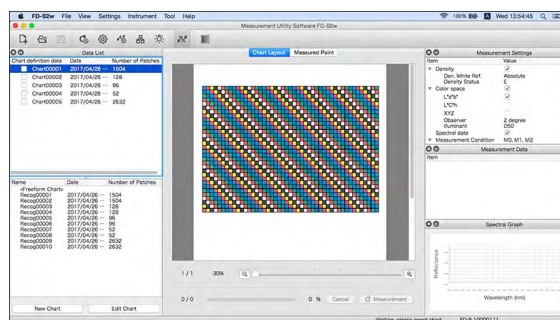 FD-S2w File View Settings Instrument Tool Help 100% Wed 13:54:45
Measurement Utility Software FD-S2w
Data List
Chart definition data Date Number of Patches
Chart00001 2017/04/26 ··· 1504
Chart00002 2017/04/26 ··· 128
Chart00003 2017/04/26 ··· 96
Chart00004 2017/04/26 ··· 52
Chart00005 2017/04/26 ··· 2632
Name Date Number of Patches
<Freeform Chart>
Recog00001 2017/04/26 ··· 1504
Recog00002 2017/04/26 ··· 1504
Recog00003 2017/04/26 ··· 128
Recog00004 2017/04/26 ··· 128
Recog00005 2017/04/26 ··· 96
Recog00006 2017/04/26 ··· 96
Recog00007 2017/04/26 ··· 52
Recog00008 2017/04/26 ··· 52
Recog00009 2017/04/26 ··· 2632
Recog00010 2017/04/26 ··· 2632
New Chart Edit Chart
Chart Layout Measured Point
1 / 1 30%
0 / 0 0 % Cancel Measurement
Measurement Settings
Item Value
Density
Den. White Ref. Absolute
Density Status E
Color space
L*a*b*
L*C*h
XYZ
Observer 2 degree
Illuminant D50
Spectral data
Measurement Condition M0, M1, M2
Measurement Data
Item
Spectral Graph
Reflectance
Wavelength (nm)